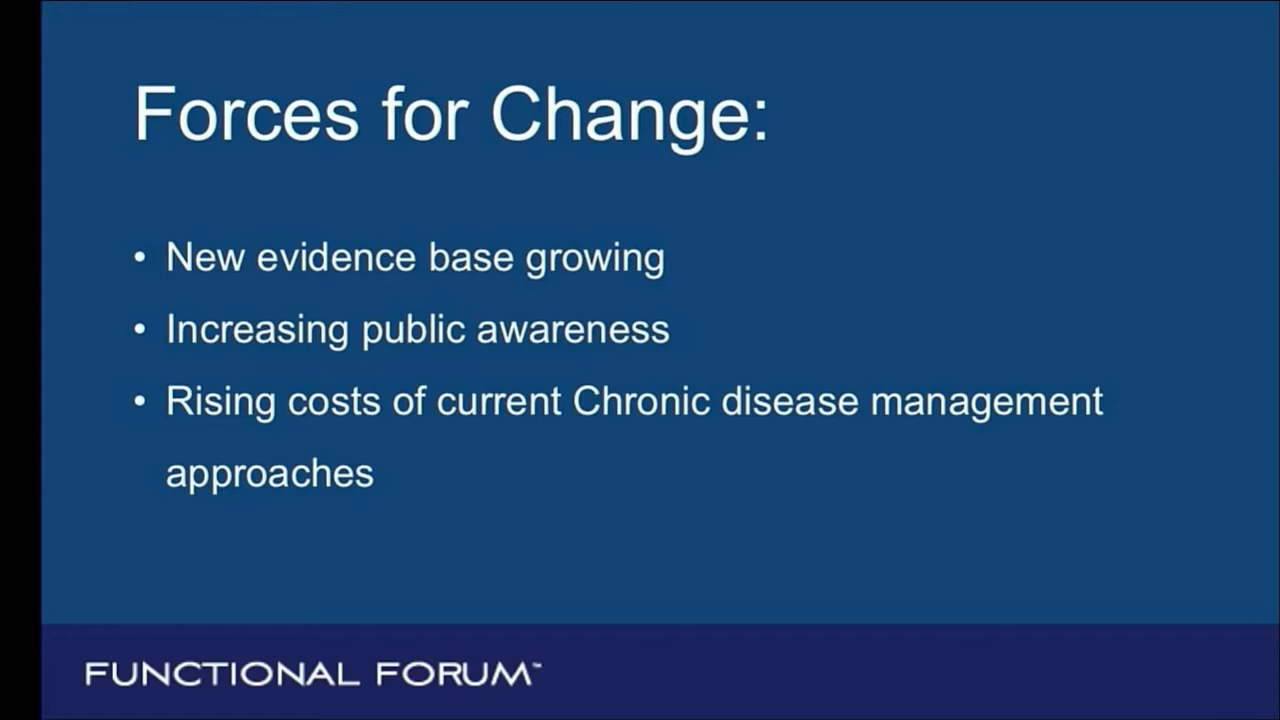 Forces for Change:
• New evidence base growing
• Increasing public awareness
• Rising costs of current Chronic disease management
approaches
FUNCTIONAL FORUM™